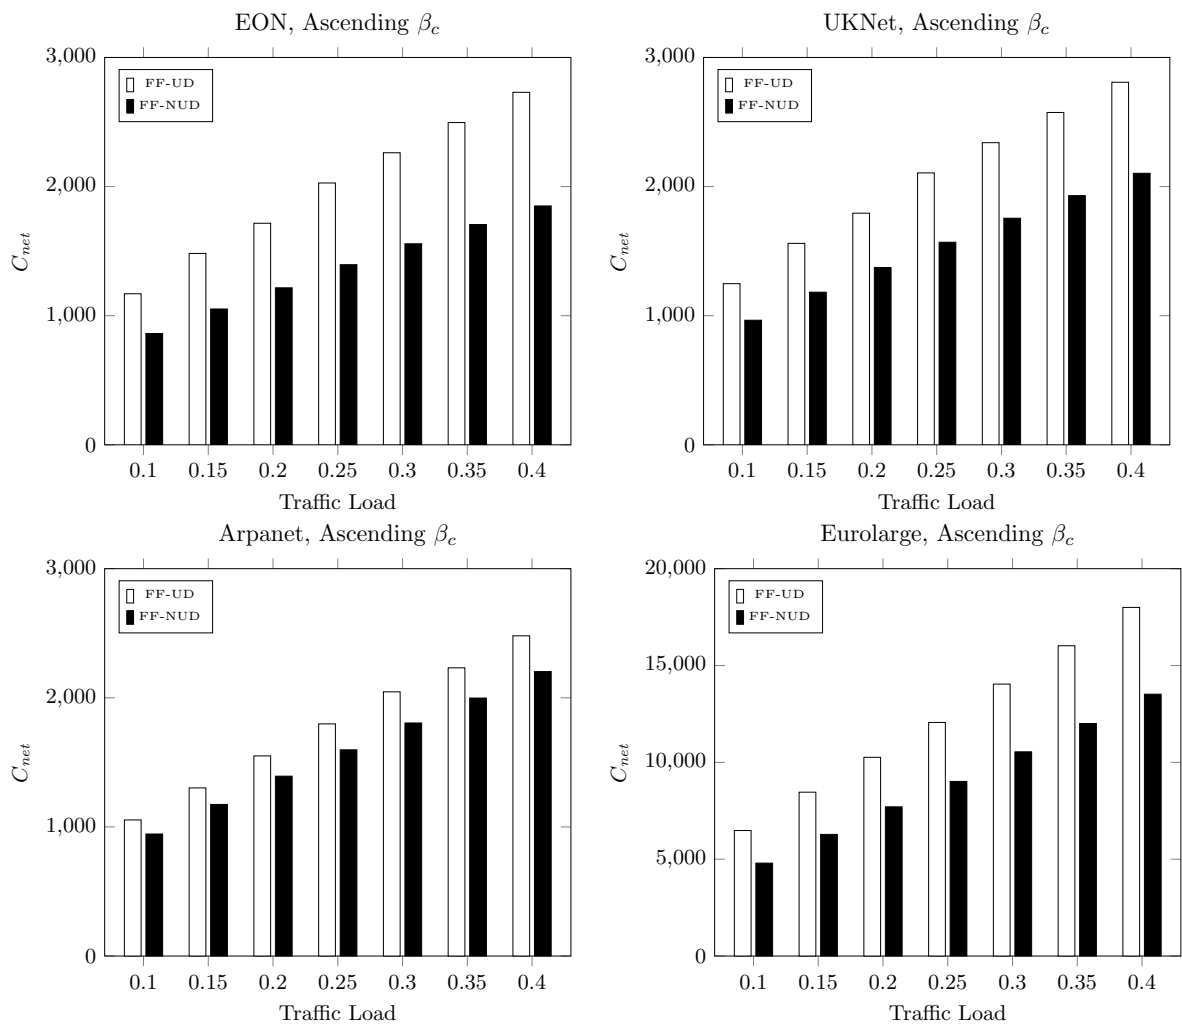 EON, Ascending βc
3,000
2,000
1,000
0
Cnet
FF-UD
FF-NUD
0.1 0.15 0.2 0.25 0.3 0.35 0.4
Traffic Load
UKNet, Ascending βc
3,000
2,000
1,000
0
Cnet
FF-UD
FF-NUD
0.1 0.15 0.2 0.25 0.3 0.35 0.4
Traffic Load
Arpanet, Ascending βc
3,000
2,000
1,000
0
Cnet
FF-UD
FF-NUD
0.1 0.15 0.2 0.25 0.3 0.35 0.4
Traffic Load
Eurolarge, Ascending βc
20,000
15,000
10,000
5,000
0
Cnet
FF-UD
FF-NUD
0.1 0.15 0.2 0.25 0.3 0.35 0.4
Traffic Load